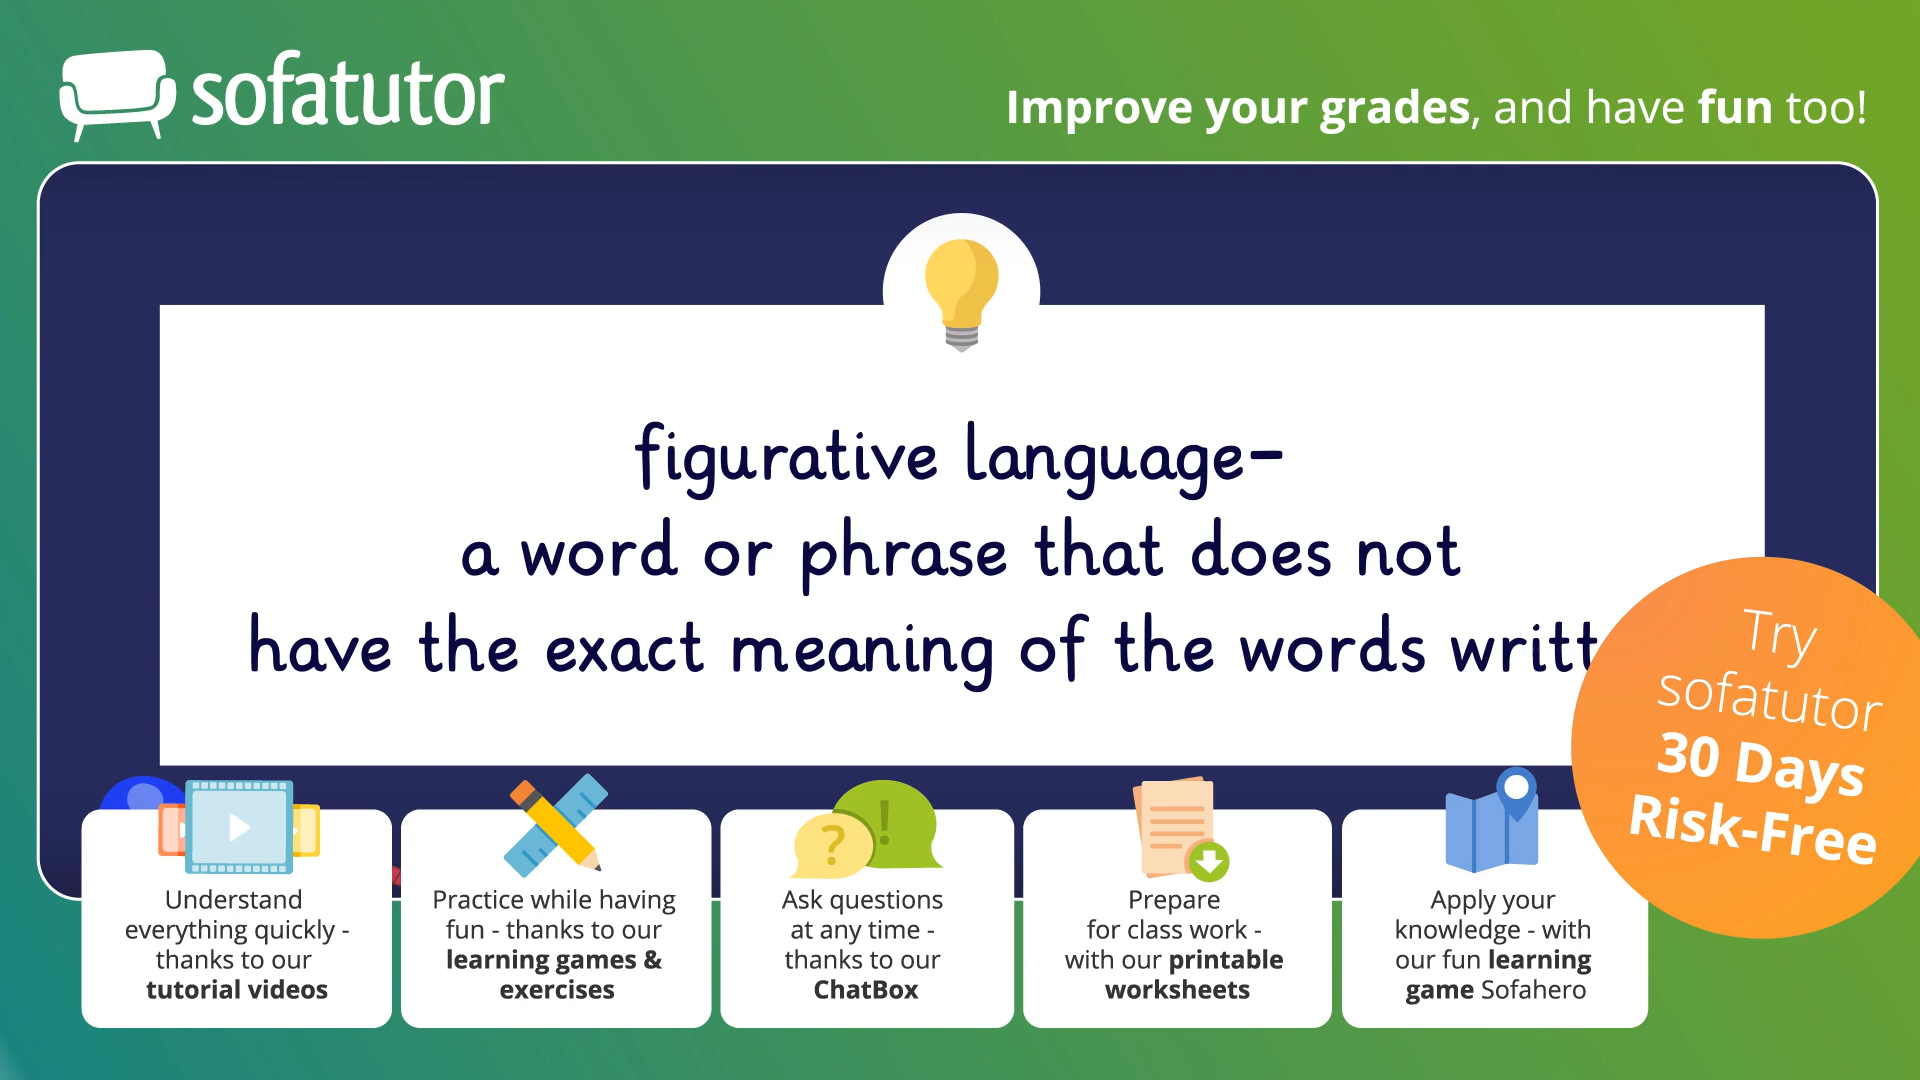 sofatutor
Improve your grades, and have fun too!
figurative language-
a word or phrase that does not
have the exact meaning of the words writt
Try
sofatutor
30 Days
Risk-Free
? !
Understand
everything quickly -
thanks to our
tutorial videos
Practice while having
fun - thanks to our
learning games &
exercises
Ask questions
at any time -
thanks to our
ChatBox
Prepare
for class work -
with our printable
worksheets
Apply your
knowledge - with
our fun learning
game Sofahero